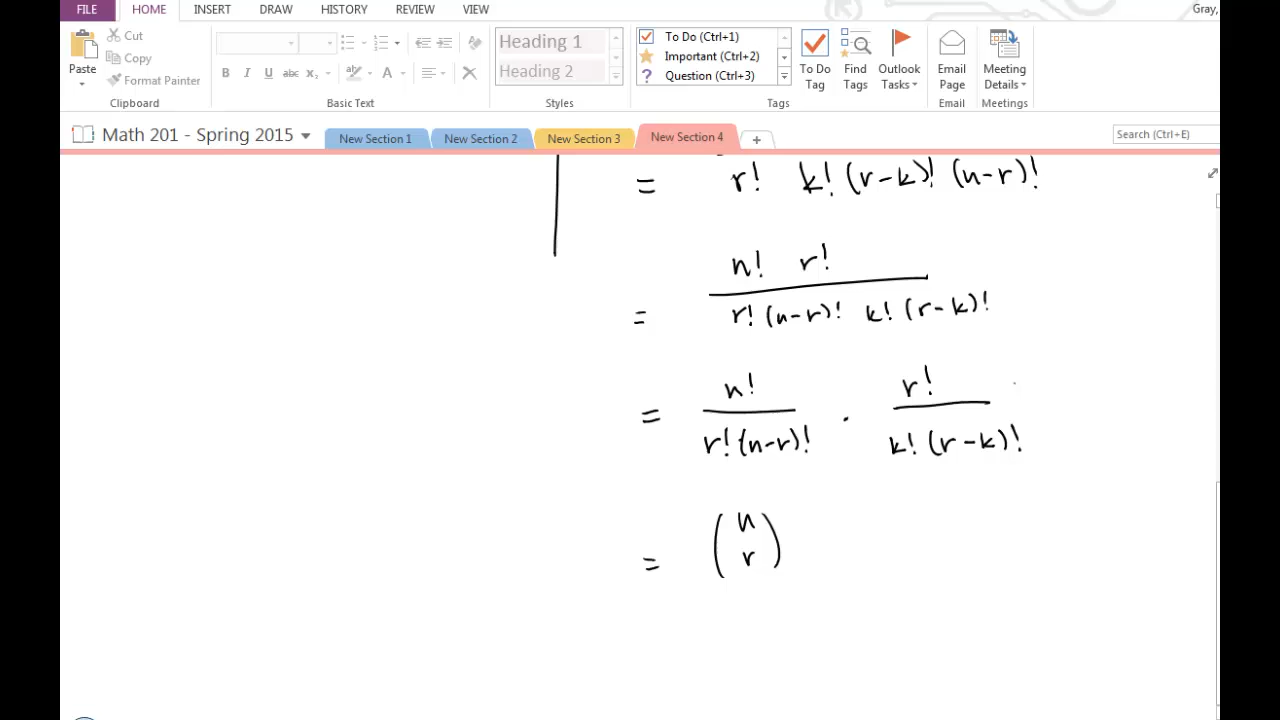 FILE HOME INSERT DRAW HISTORY REVIEW VIEW Gray,
Paste Cut Copy Format Painter
Clipboard
B I U abc x₂ A
Basic Text
Heading 1
Heading 2
Styles
To Do (Ctrl+1)
Important (Ctrl+2)
? Question (Ctrl+3)
To Do Tag Find Tags Outlook Tasks
Tags
Email Page
Email
Meeting Details
Meetings
Math 201 - Spring 2015 New Section 1 New Section 2 New Section 3 New Section 4 + Search (Ctrl+E)
= r! k! (r-k)! (n-r)!
n! r!
= r! (n-r)! k! (r-k)!
n! r!
= ·
r! (n-r)! k! (r-k)!
= (n
r)